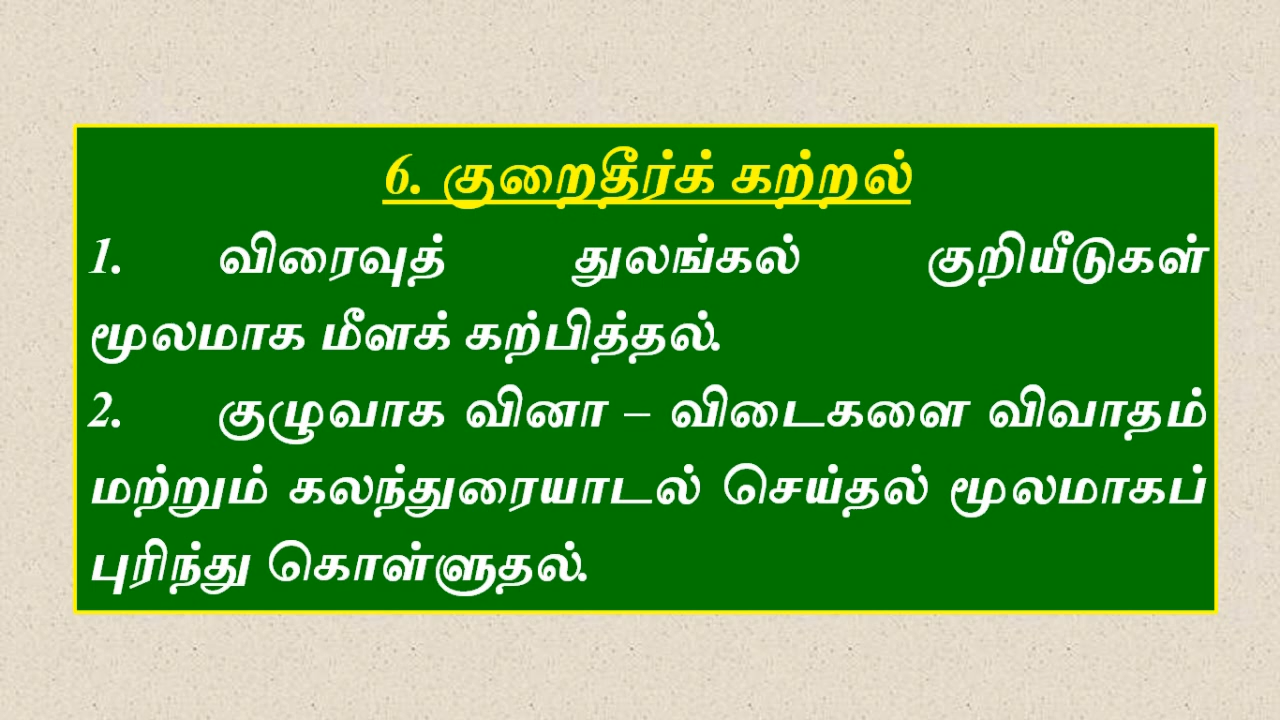 6. குறைதீர்க் கற்றல்
1. விரைவுத் துலங்கல் குறியீடுகள்
மூலமாக மீளக் கற்பித்தல்.
2. குழுவாக வினா – விடைகளை விவாதம்
மற்றும் கலந்துரையாடல் செய்தல் மூலமாகப்
புரிந்து கொள்ளுதல்.